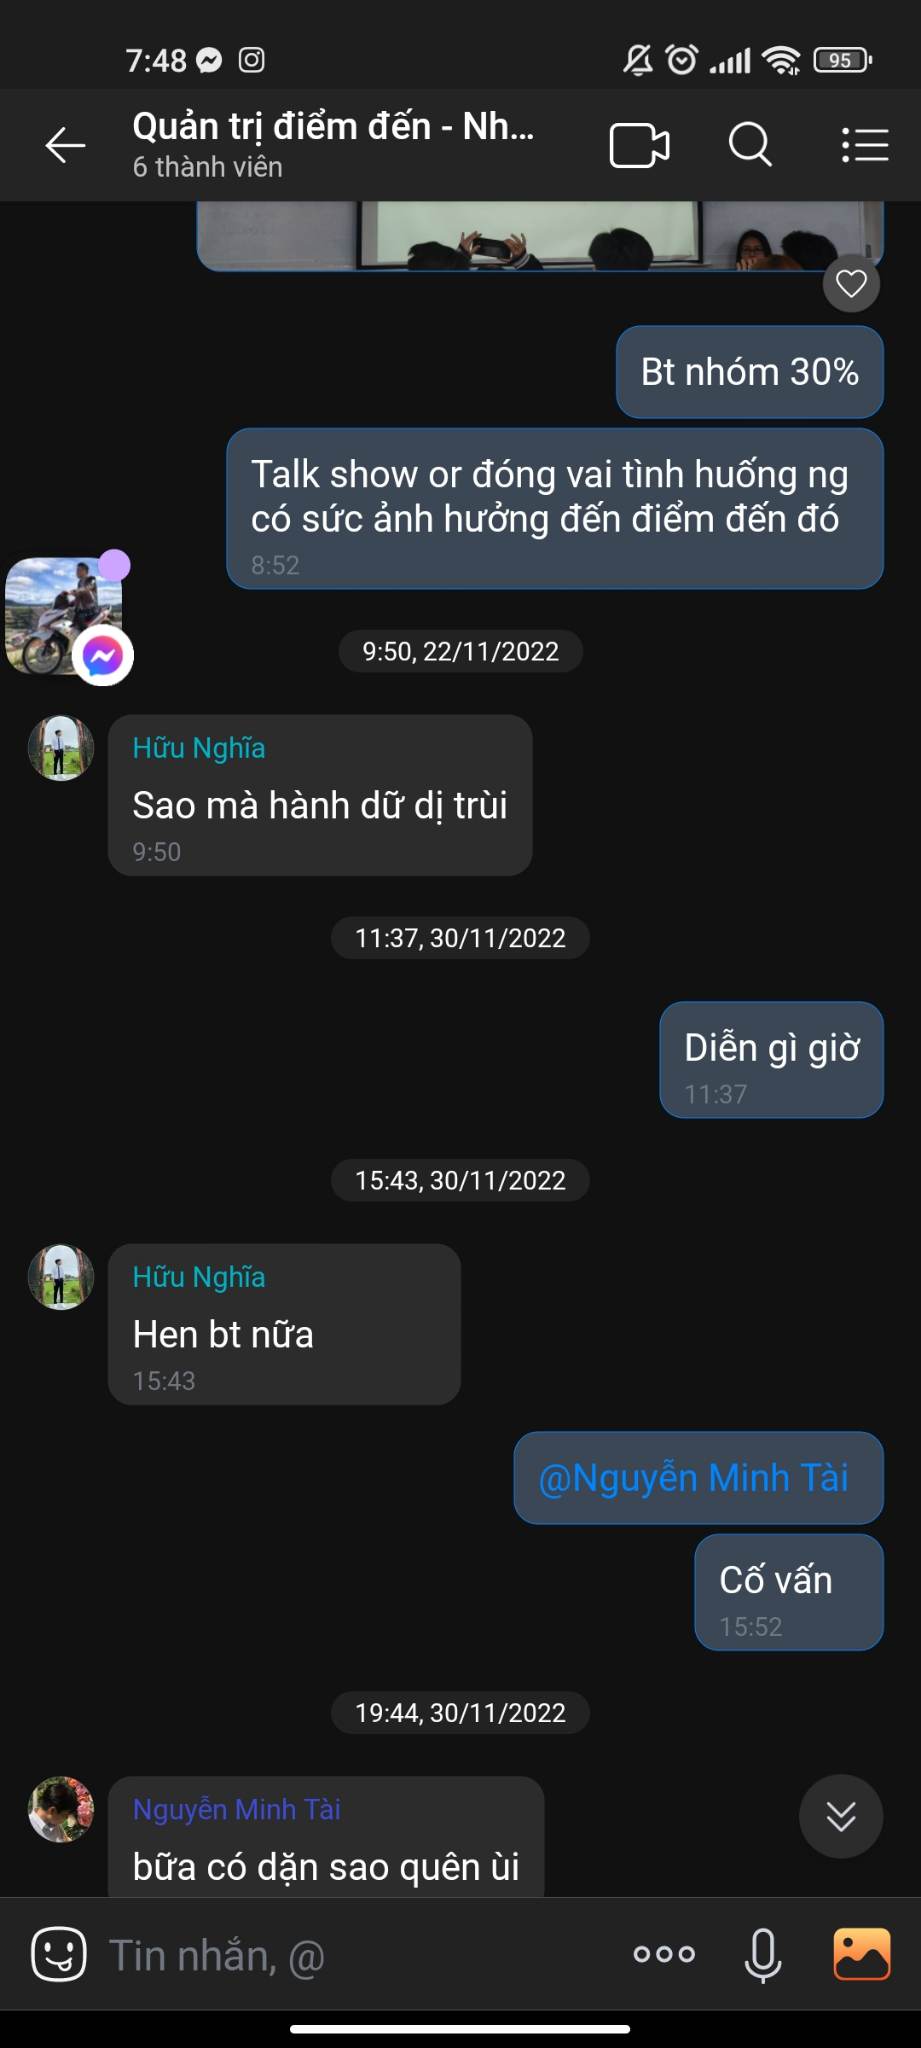 7:48
95
Quản trị điểm đến - Nh...
6 thành viên
Bt nhóm 30%
Talk show or đóng vai tình huống ng
có sức ảnh hưởng đến điểm đến đó
8:52
9:50, 22/11/2022
Hữu Nghĩa
Sao mà hành dữ dị trùi
9:50
11:37, 30/11/2022
Diễn gì giờ
11:37
15:43, 30/11/2022
Hữu Nghĩa
Hen bt nữa
15:43
@Nguyễn Minh Tài
Cố vấn
15:52
19:44, 30/11/2022
Nguyễn Minh Tài
bữa có dặn sao quên ùi
Tin nhắn, @